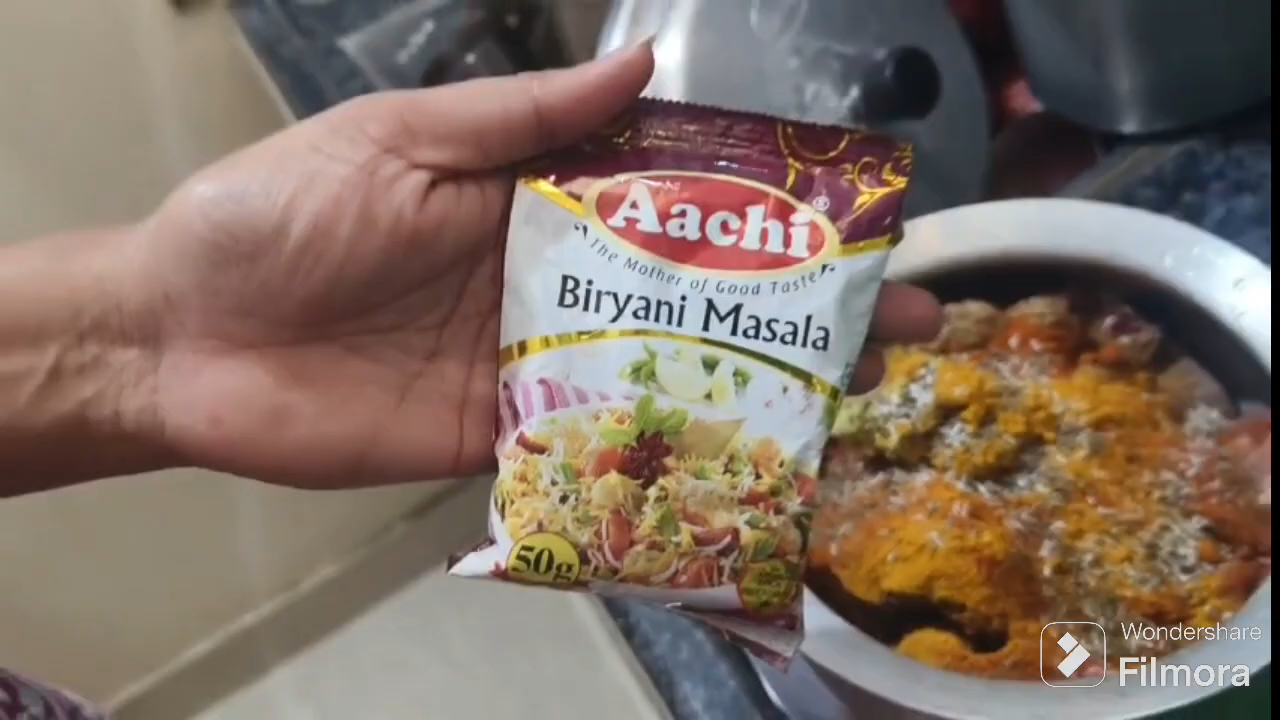 Aachi®
"The Mother of Good Taste"
Biryani Masala
50g
Wondershare
Filmora